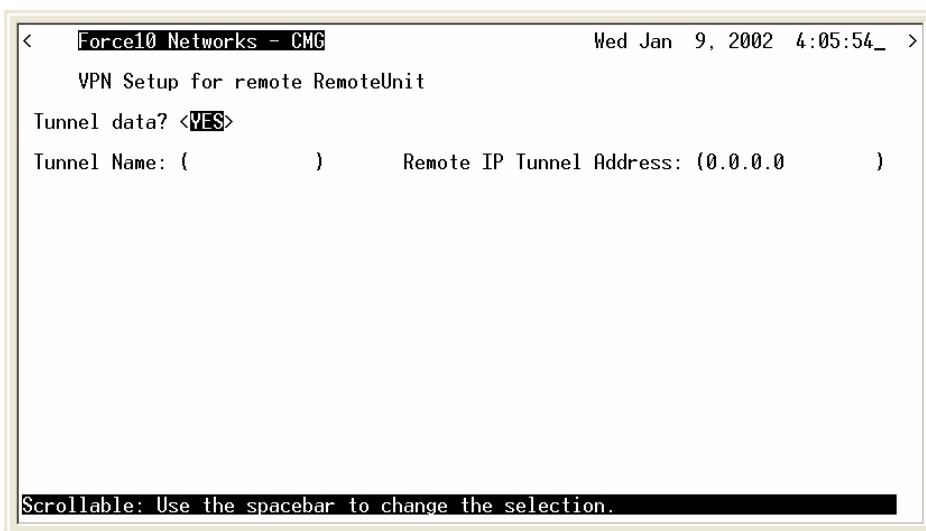 < Force10 Networks - CMG Wed Jan 9, 2002 4:05:54_ >
VPN Setup for remote RemoteUnit
Tunnel data? <YES>
Tunnel Name: ( ) Remote IP Tunnel Address: (0.0.0.0 )
Scrollable: Use the spacebar to change the selection.